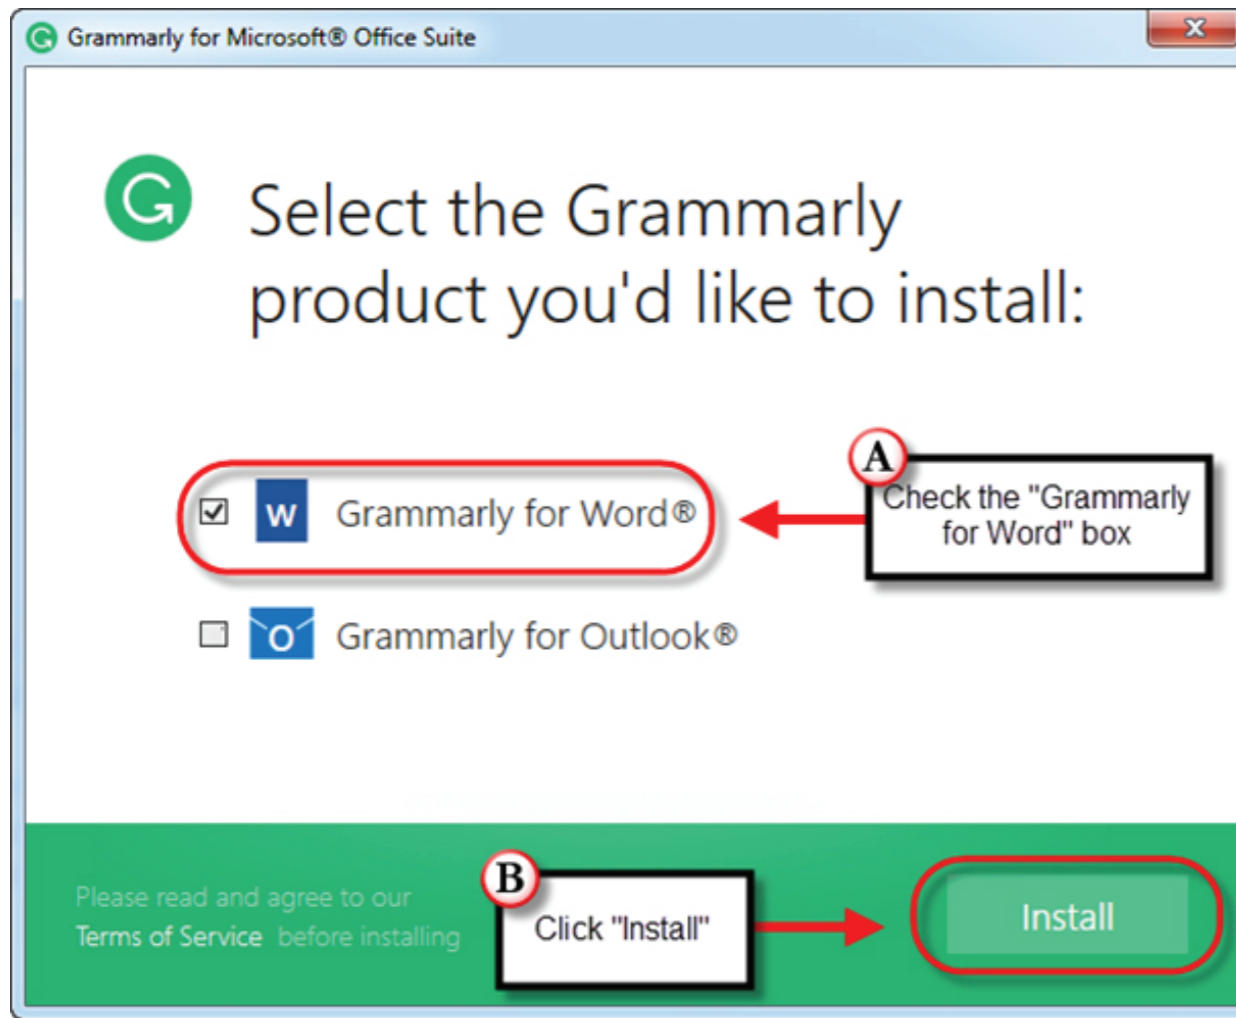 Grammarly for Microsoft® Office Suite
Select the Grammarly
product you'd like to install:
A
Check the "Grammarly
for Word" box
W Grammarly for Word®
O Grammarly for Outlook®
Please read and agree to our
Terms of Service before installing
B
Click "Install"
Install